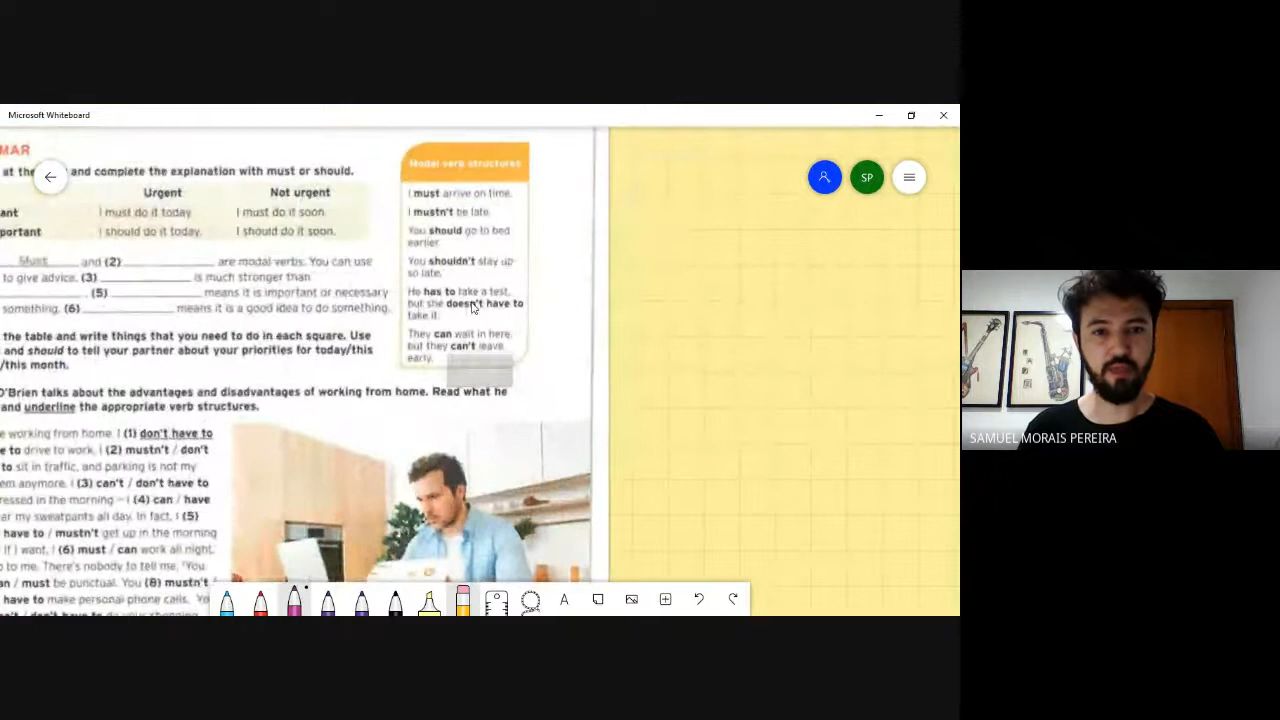 Microsoft Whiteboard
MAR
at the and complete the explanation with must or should.
Urgent Not urgent
ant I must do it today. I must do it soon.
portant I should do it today. I should do it soon.
Must and (2) are modal verbs. You can use
to give advice. (3) is much stronger than
(5) means it is important or necessary
something. (6) means it is a good idea to do something.
the table and write things that you need to do in each square. Use
and should to tell your partner about your priorities for today/this
/this month.
Modal verb structures
I must arrive on time.
I mustn't be late.
You should go to bed
earlier.
You shouldn't stay up
so late.
He has to take a test,
but she doesn't have to
take it.
They can wait in here,
but they can't leave
early.
O'Brien talks about the advantages and disadvantages of working from home. Read what he
and underline the appropriate verb structures.
e working from home. I (1) don't have to
e to drive to work. I (2) mustn't / don't
to sit in traffic, and parking is not my
em anymore. I (3) can't / don't have to
ressed in the morning – I (4) can / have
ar my sweatpants all day. In fact, I (5)
have to / mustn't get up in the morning
if I want. I (6) must / can work all night.
to me. There's nobody to tell me, "You
an / must be punctual. You (8) mustn't /
have to make personal phone calls. Yo
n't / don't have to do your shopping
SP
A
SAMUEL MORAIS PEREIRA